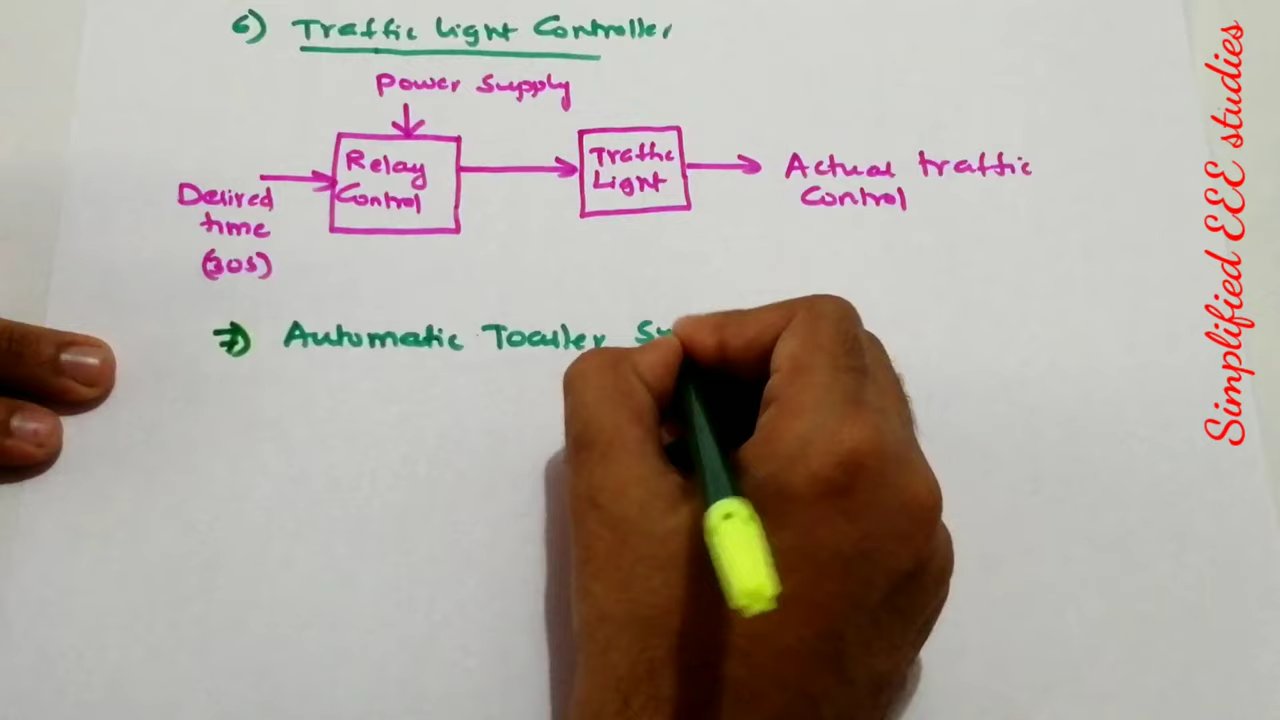 6) Traffic light Controller
Power Supply
Relay
Control
Traffic
Light
Actual traffic
Control
Desired
time
(30s)
7) Automatic Toaster
Simplified EEE studies